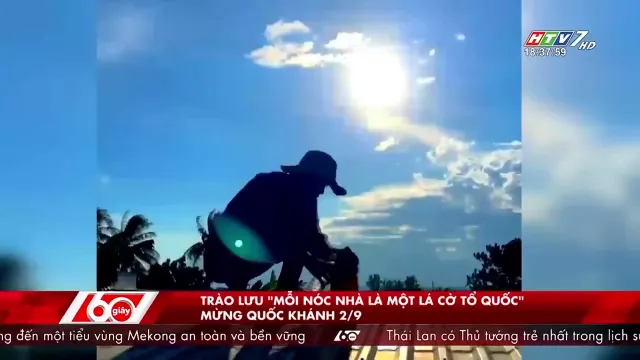 HTV7 HD
18:37:59
60 giây
TRÀO LƯU "MỖI NÓC NHÀ LÀ MỘT LÁ CỜ TỔ QUỐC"
MỪNG QUỐC KHÁNH 2/9
ng đến một tiểu vùng Mekong an toàn và bền vững 60 Thái Lan có Thủ tướng trẻ nhất trong lịch s